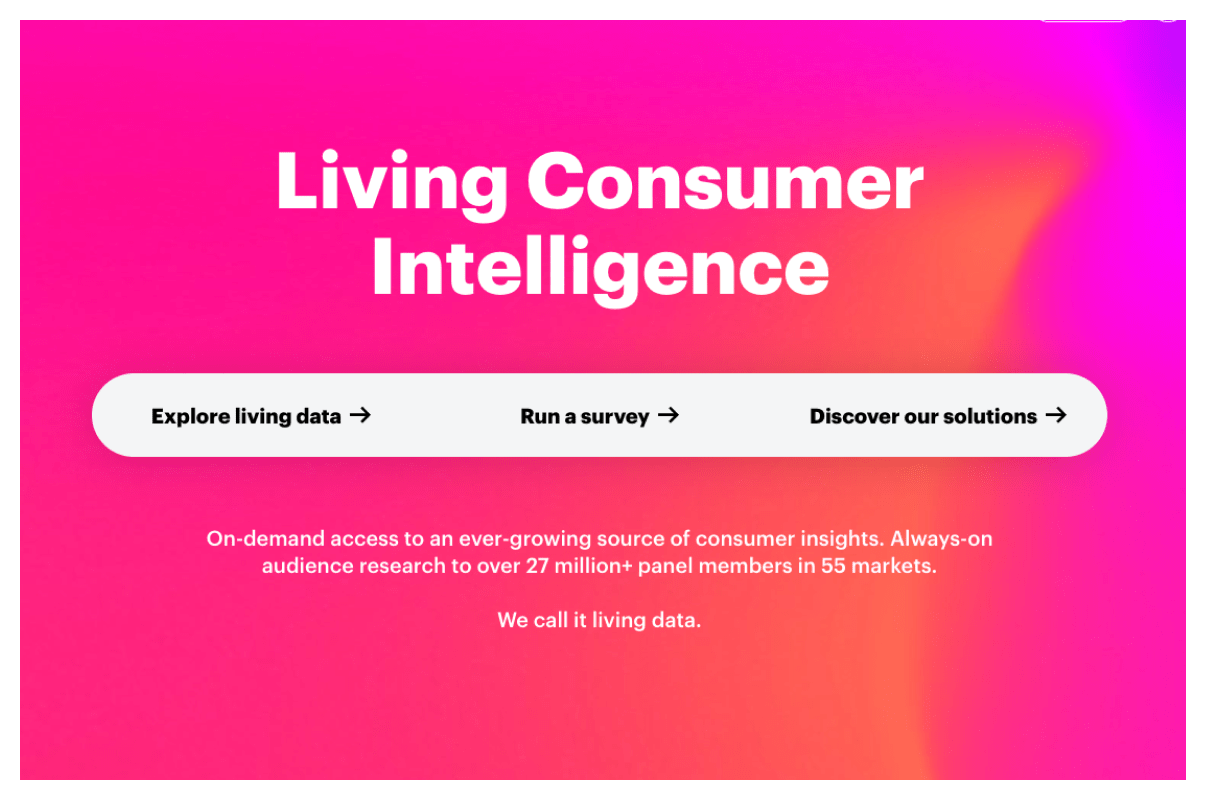 Living Consumer
Intelligence
Explore living data →
Run a survey →
Discover our solutions →
On-demand access to an ever-growing source of consumer insights. Always-on
audience research to over 27 million+ panel members in 55 markets.
We call it living data.